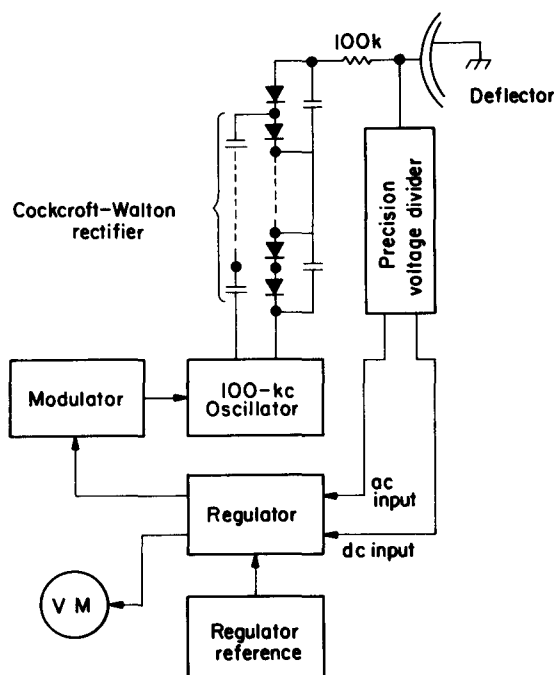 100k
Deflector
Cockcroft-Walton
rectifier
Precision
voltage divider
Modulator
100-kc
Oscillator
ac
input
Regulator
dc input
V M
Regulator
reference